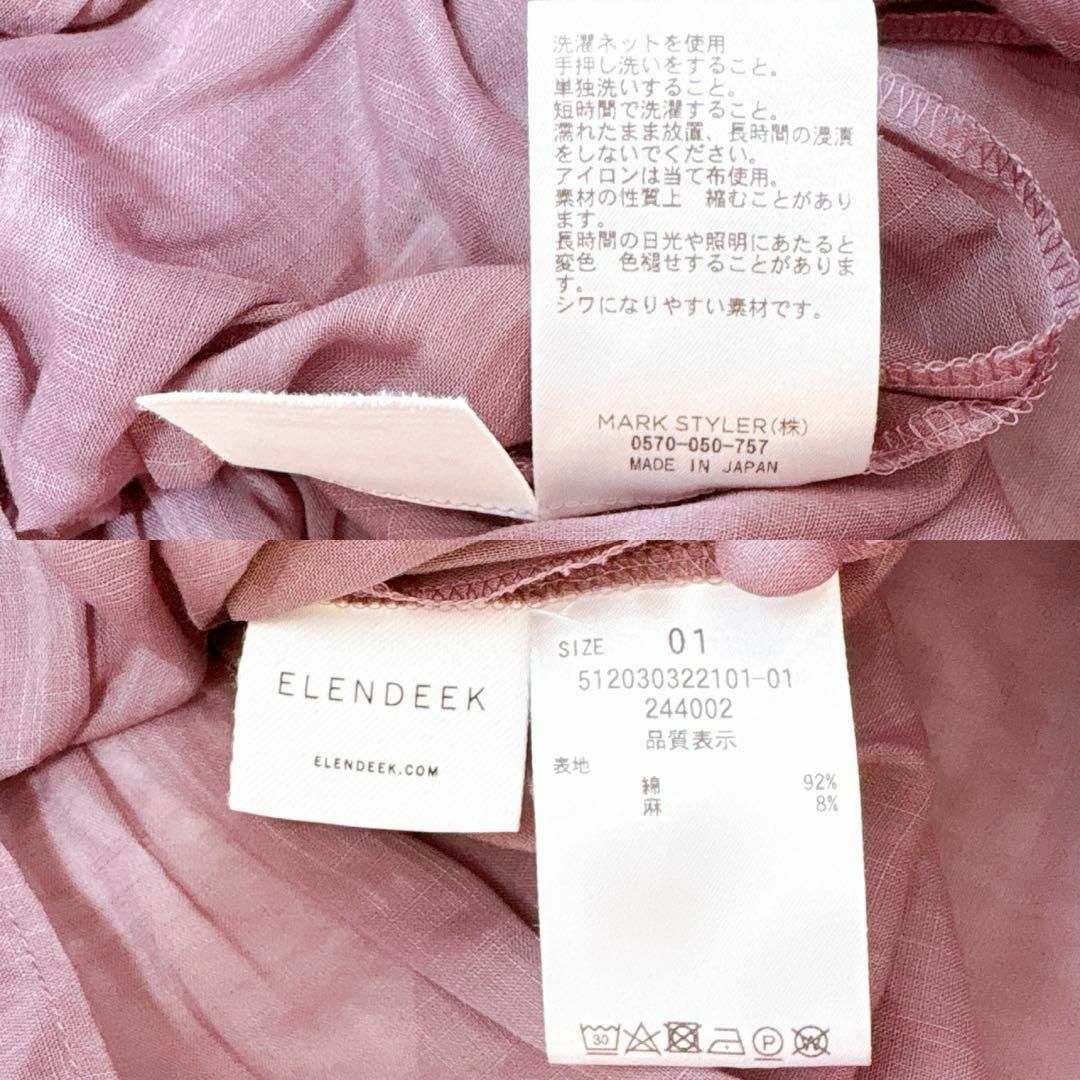 洗濯ネットを使用
手押し洗いをすること。
単独洗いすること。
短時間で洗濯すること。
濡れたまま放置、長時間の浸漬
をしないでください。
アイロンは当て布使用。
素材の性質上　縮むことがあり
ます。
長時間の日光や照明にあたると
変色　色褪せすることがありま
す。
シワになりやすい素材です。
MARK STYLER(株)
0570-050-757
MADE IN JAPAN
ELENDEEK
ELENDEEK.COM
SIZE 01
512030322101-01
244002
品質表示
表地
綿 92%
麻 8%
30 P W